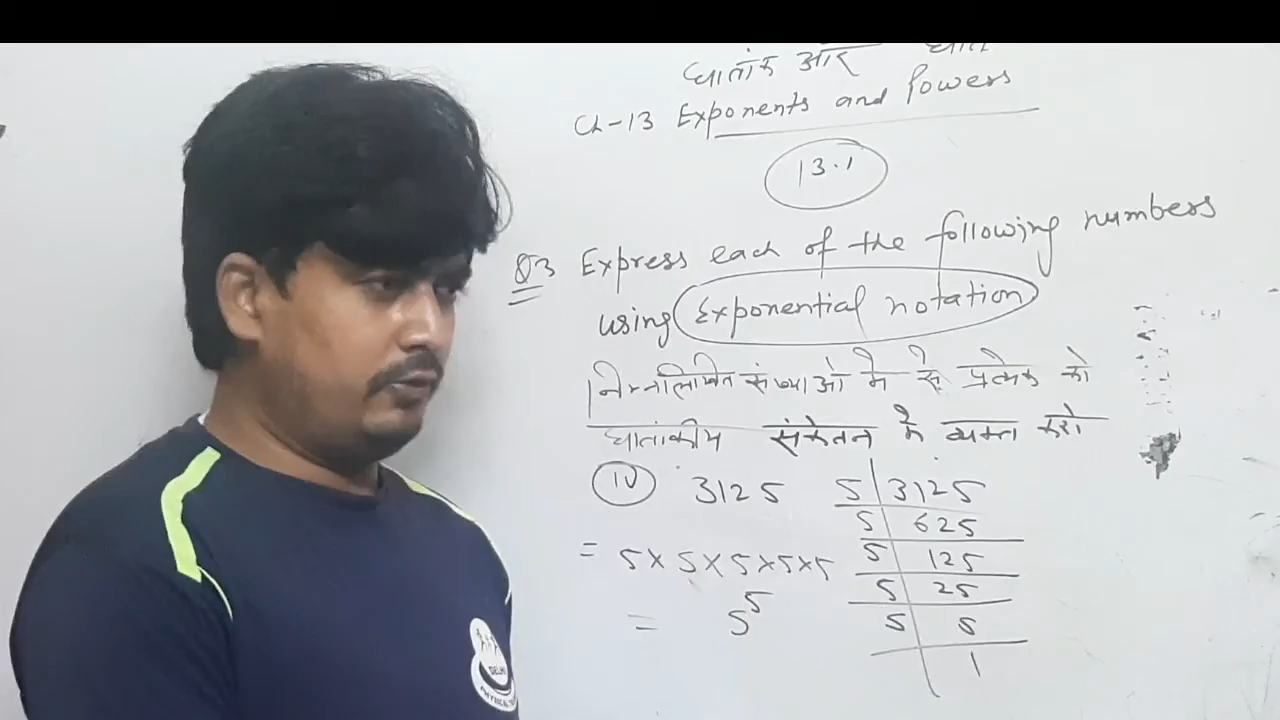 घातांक और घात
Ch-13 Exponents and Powers
13.1
Q3 Express each of the following numbers
using Exponential notation
निम्नलिखित संख्याओं में से प्रत्येक को
घातांकीय संकेतन में व्यक्त करो
iv 3125
= 5×5×5×5×5
= 5⁵
5 | 3125
5 | 625
5 | 125
5 | 25
5 | 5
1
DELHI
PHYSICAL